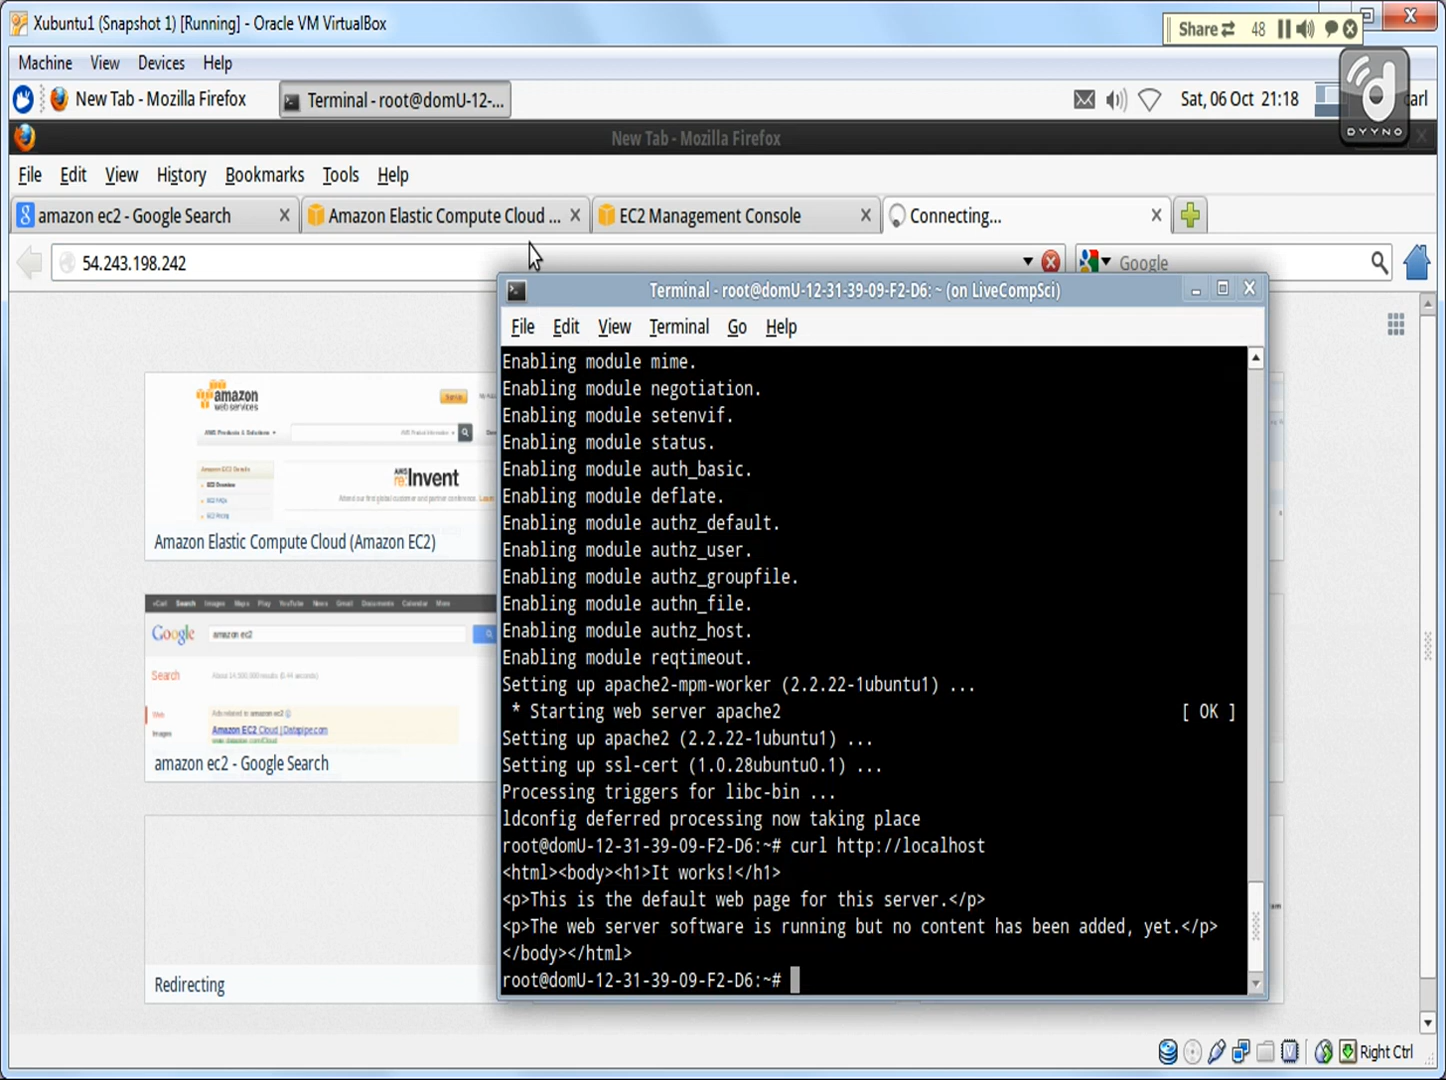 Xubuntu1 (Snapshot 1) [Running] - Oracle VM VirtualBox
Share 48
Machine View Devices Help
New Tab - Mozilla Firefox
Terminal - root@domU-12-...
Sat, 06 Oct 21:18
carl
DYYNO
New Tab - Mozilla Firefox
File Edit View History Bookmarks Tools Help
amazon ec2 - Google Search
Amazon Elastic Compute Cloud ...
EC2 Management Console
Connecting...
54.243.198.242
Google
Terminal - root@domU-12-31-39-09-F2-D6: ~ (on LiveCompSci)
File Edit View Terminal Go Help
Enabling module mime.
Enabling module negotiation.
Enabling module setenvif.
Enabling module status.
Enabling module auth_basic.
Enabling module deflate.
Enabling module authz_default.
Enabling module authz_user.
Enabling module authz_groupfile.
Enabling module authn_file.
Enabling module authz_host.
Enabling module reqtimeout.
Setting up apache2-mpm-worker (2.2.22-1ubuntu1) ...
* Starting web server apache2 [ OK ]
Setting up apache2 (2.2.22-1ubuntu1) ...
Setting up ssl-cert (1.0.28ubuntu0.1) ...
Processing triggers for libc-bin ...
ldconfig deferred processing now taking place
root@domU-12-31-39-09-F2-D6:~# curl http://localhost
<html><body><h1>It works!</h1>
<p>This is the default web page for this server.</p>
<p>The web server software is running but no content has been added, yet.</p>
</body></html>
root@domU-12-31-39-09-F2-D6:~#
amazon
web services
AWS
re:Invent
Amazon Elastic Compute Cloud (Amazon EC2)
Google
amazon ec2
Search
Web
Images
Amazon EC2 Cloud | Datapipe.com
amazon ec2 - Google Search
Redirecting
Right Ctrl